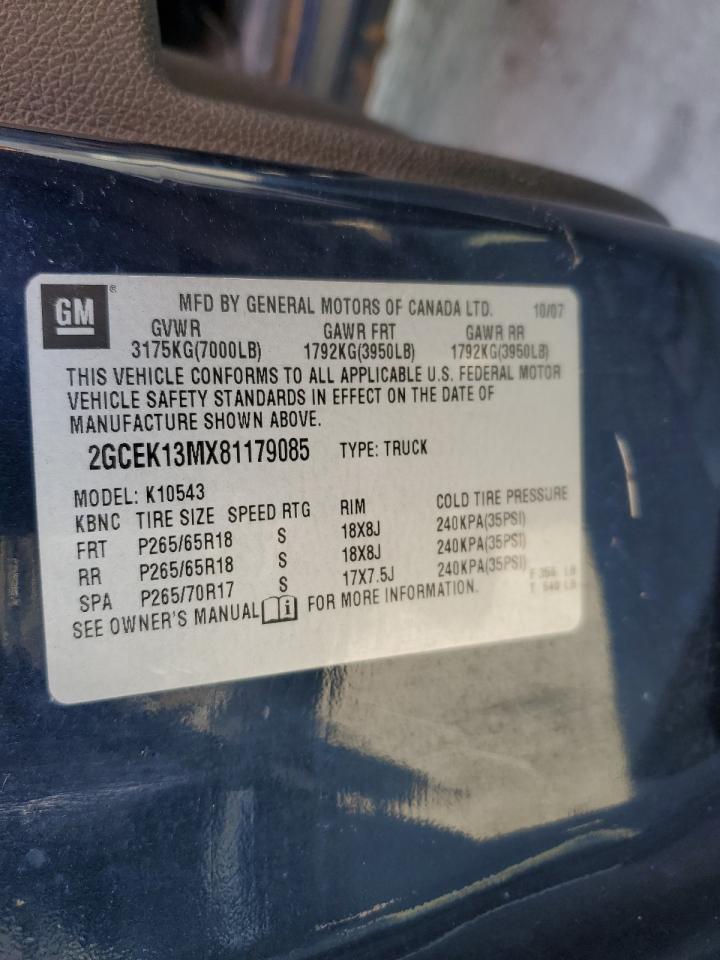 GM ® MFD BY GENERAL MOTORS OF CANADA LTD. 10/07
GVWR GAWR FRT GAWR RR
3175KG(7000LB) 1792KG(3950LB) 1792KG(3950LB)
THIS VEHICLE CONFORMS TO ALL APPLICABLE U.S. FEDERAL MOTOR
VEHICLE SAFETY STANDARDS IN EFFECT ON THE DATE OF
MANUFACTURE SHOWN ABOVE.
2GCEK13MX81179085 TYPE: TRUCK
MODEL: K10543
KBNC TIRE SIZE SPEED RTG RIM COLD TIRE PRESSURE
FRT P265/65R18 S 18X8J 240KPA(35PSI)
RR P265/65R18 S 18X8J 240KPA(35PSI)
SPA P265/70R17 S 17X7.5J 240KPA(35PSI)
SEE OWNER'S MANUAL i FOR MORE INFORMATION.